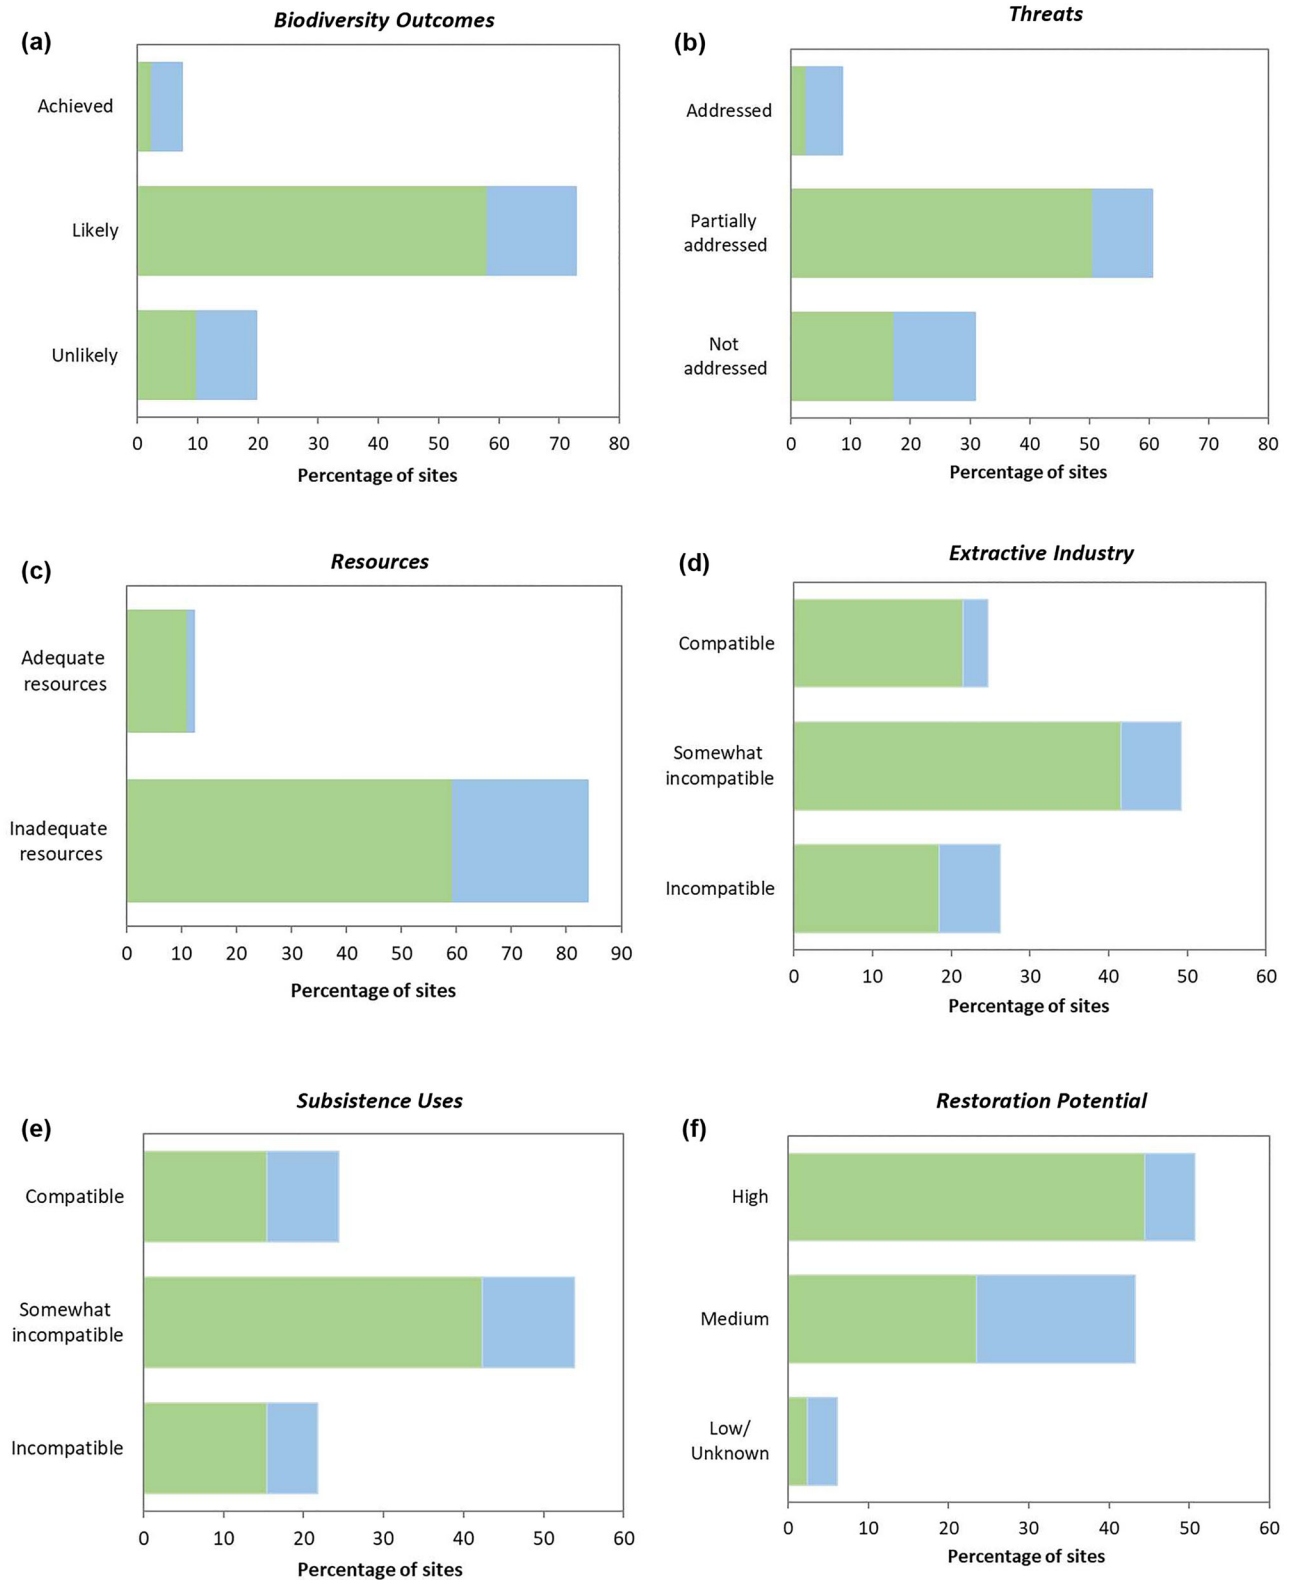 Biodiversity Outcomes
(a)
Achieved
Likely
Unlikely
0 10 20 30 40 50 60 70 80
Percentage of sites
Threats
(b)
Addressed
Partially
addressed
Not
addressed
0 10 20 30 40 50 60 70 80
Percentage of sites
Resources
(c)
Adequate
resources
Inadequate
resources
0 10 20 30 40 50 60 70 80 90
Percentage of sites
Extractive Industry
(d)
Compatible
Somewhat
incompatible
Incompatible
0 10 20 30 40 50 60
Percentage of sites
Subsistence Uses
(e)
Compatible
Somewhat
incompatible
Incompatible
0 10 20 30 40 50 60
Percentage of sites
Restoration Potential
(f)
High
Medium
Low/
Unknown
0 10 20 30 40 50 60
Percentage of sites